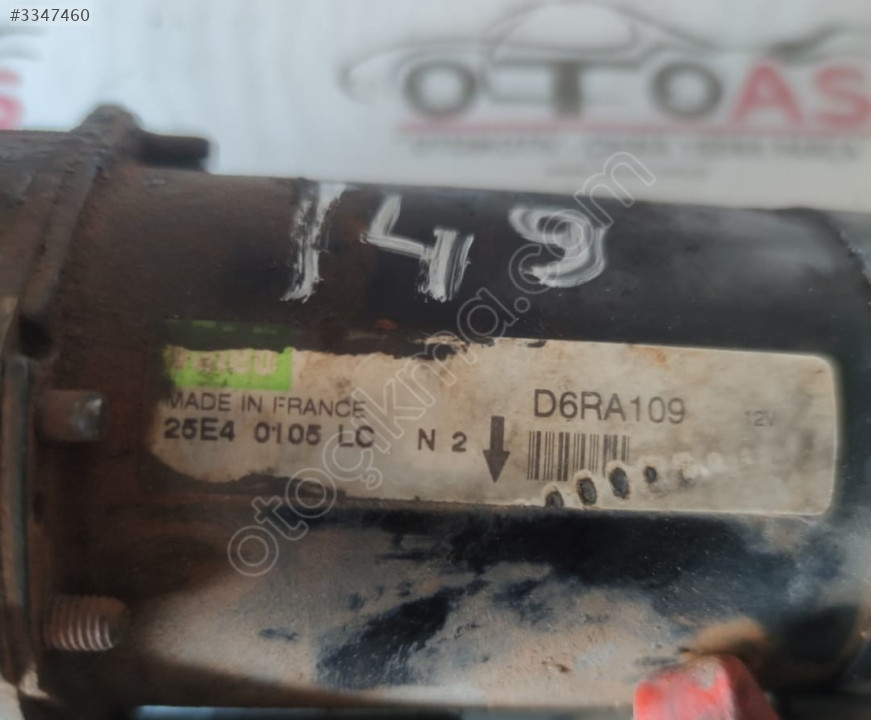 #3347460
OTOAS
149
MADE IN FRANCE
25E4 0105 LC N 2
D6RA109
12V
otoçıkma.com